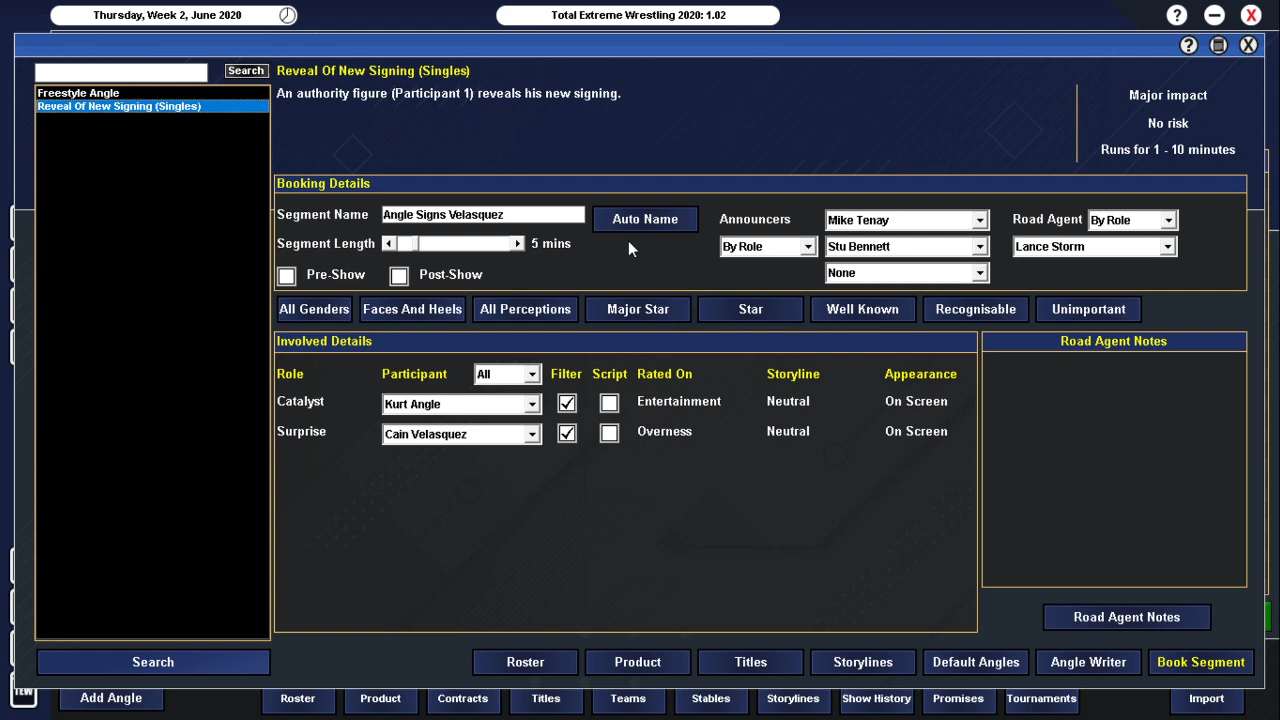 Thursday, Week 2, June 2020
Total Extreme Wrestling 2020: 1.02
? X
? X
Search
Reveal Of New Signing (Singles)
Freestyle Angle
Reveal Of New Signing (Singles)
An authority figure (Participant 1) reveals his new signing.
Major impact
No risk
Runs for 1 - 10 minutes
Booking Details
Segment Name Angle Signs Velasquez Auto Name Announcers Mike Tenay Road Agent By Role
Segment Length 5 mins By Role Stu Bennett Lance Storm
Pre-Show Post-Show None
All Genders Faces And Heels All Perceptions Major Star Star Well Known Recognisable Unimportant
Involved Details Road Agent Notes
Role Participant All Filter Script Rated On Storyline Appearance
Catalyst Kurt Angle Entertainment Neutral On Screen
Surprise Cain Velasquez Overness Neutral On Screen
Road Agent Notes
Search Roster Product Titles Storylines Default Angles Angle Writer Book Segment
TEW Add Angle Roster Product Contracts Titles Teams Stables Storylines Show History Promises Tournaments Import